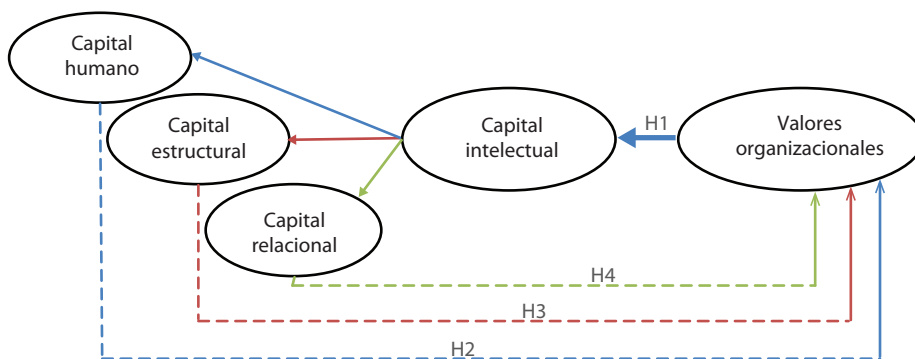 Capital
humano
Capital
estructural
Capital
relacional
Capital
intelectual
H1
Valores
organizacionales
H4
H3
H2